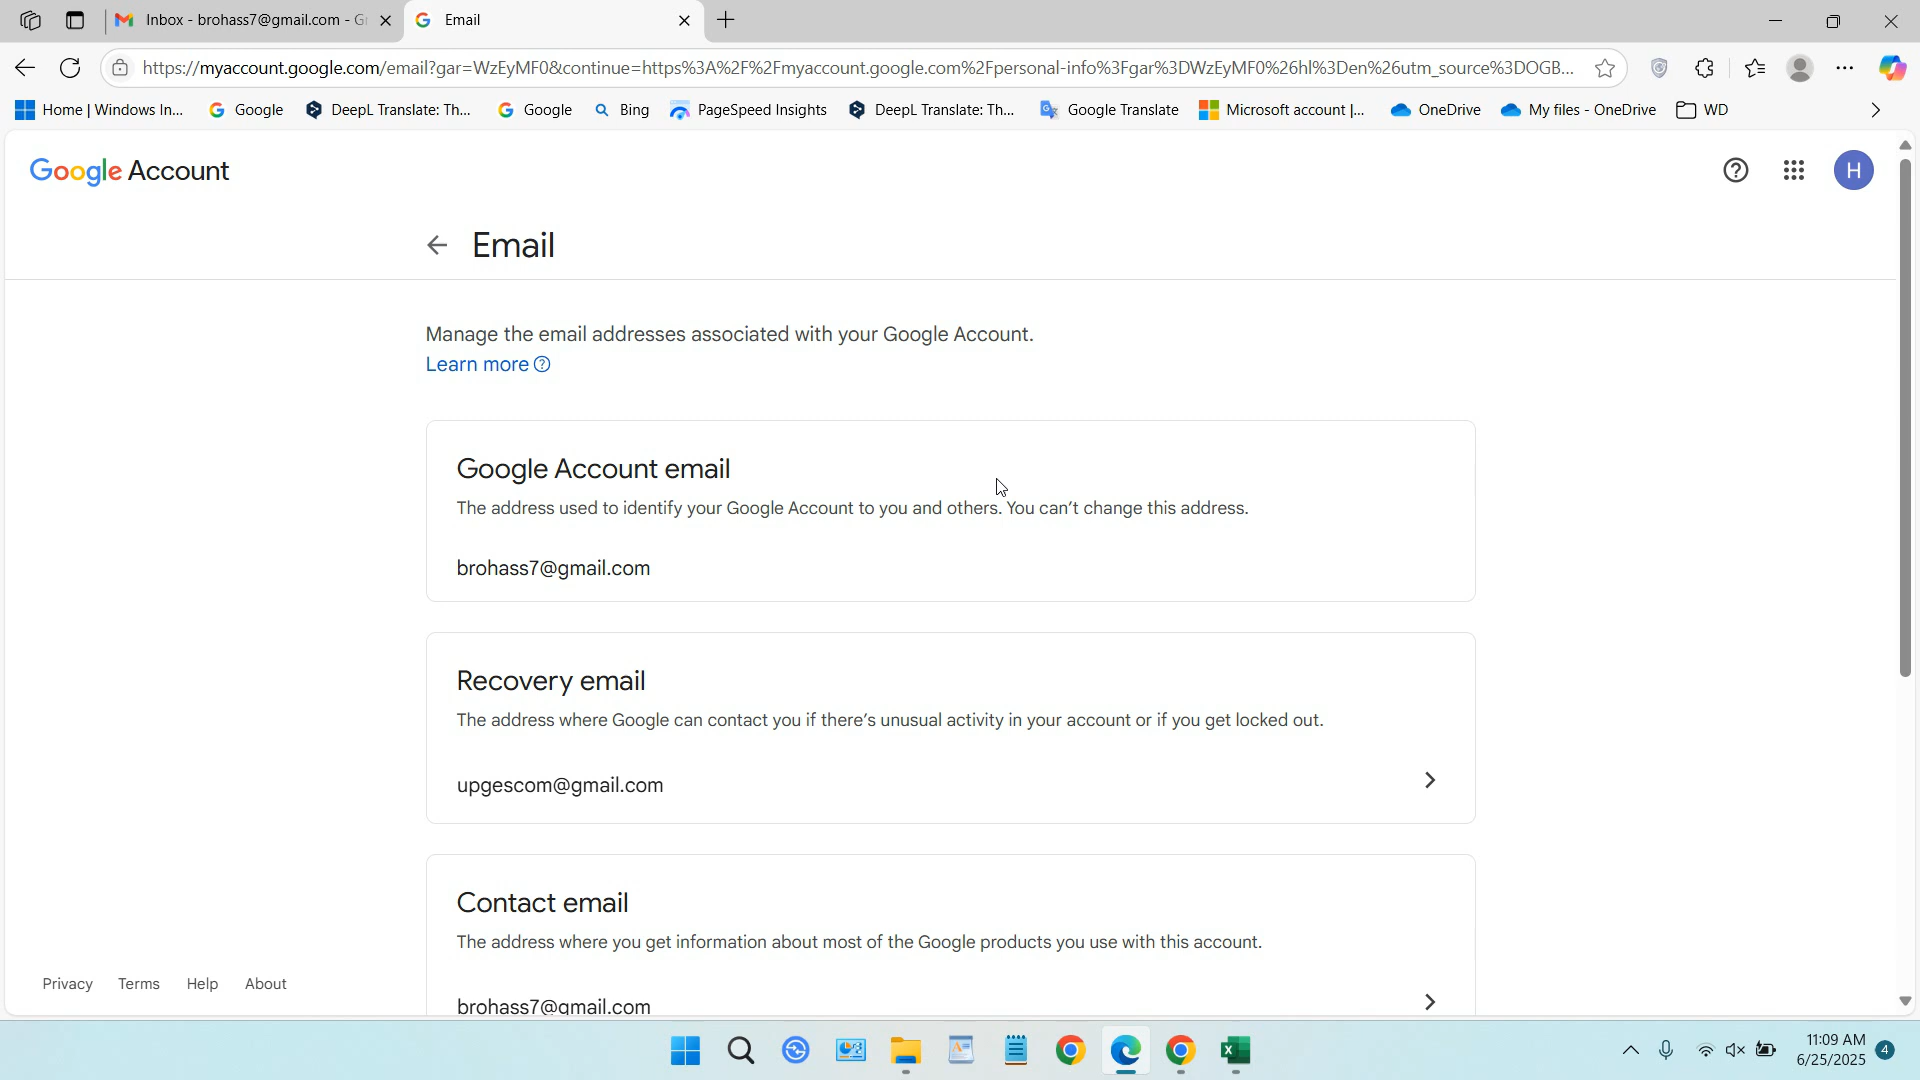 Inbox - brohass7@gmail.com - G
Email
https://myaccount.google.com/email?gar=WzEyMF0&continue=https%3A%2F%2Fmyaccount.google.com%2Fpersonal-info%3Fgar%3DWzEyMF0%26hl%3Den%26utm_source%3DOGB...
Home | Windows In...
Google
DeepL Translate: Th...
Google
Bing
PageSpeed Insights
DeepL Translate: Th...
Google Translate
Microsoft account |...
OneDrive
My files - OneDrive
WD
Google Account
H
Email
Manage the email addresses associated with your Google Account.
Learn more
Google Account email
The address used to identify your Google Account to you and others. You can't change this address.
brohass7@gmail.com
Recovery email
The address where Google can contact you if there's unusual activity in your account or if you get locked out.
upgescom@gmail.com
Contact email
The address where you get information about most of the Google products you use with this account.
brohass7@gmail.com
Privacy Terms Help About
11:09 AM
6/25/2025
4